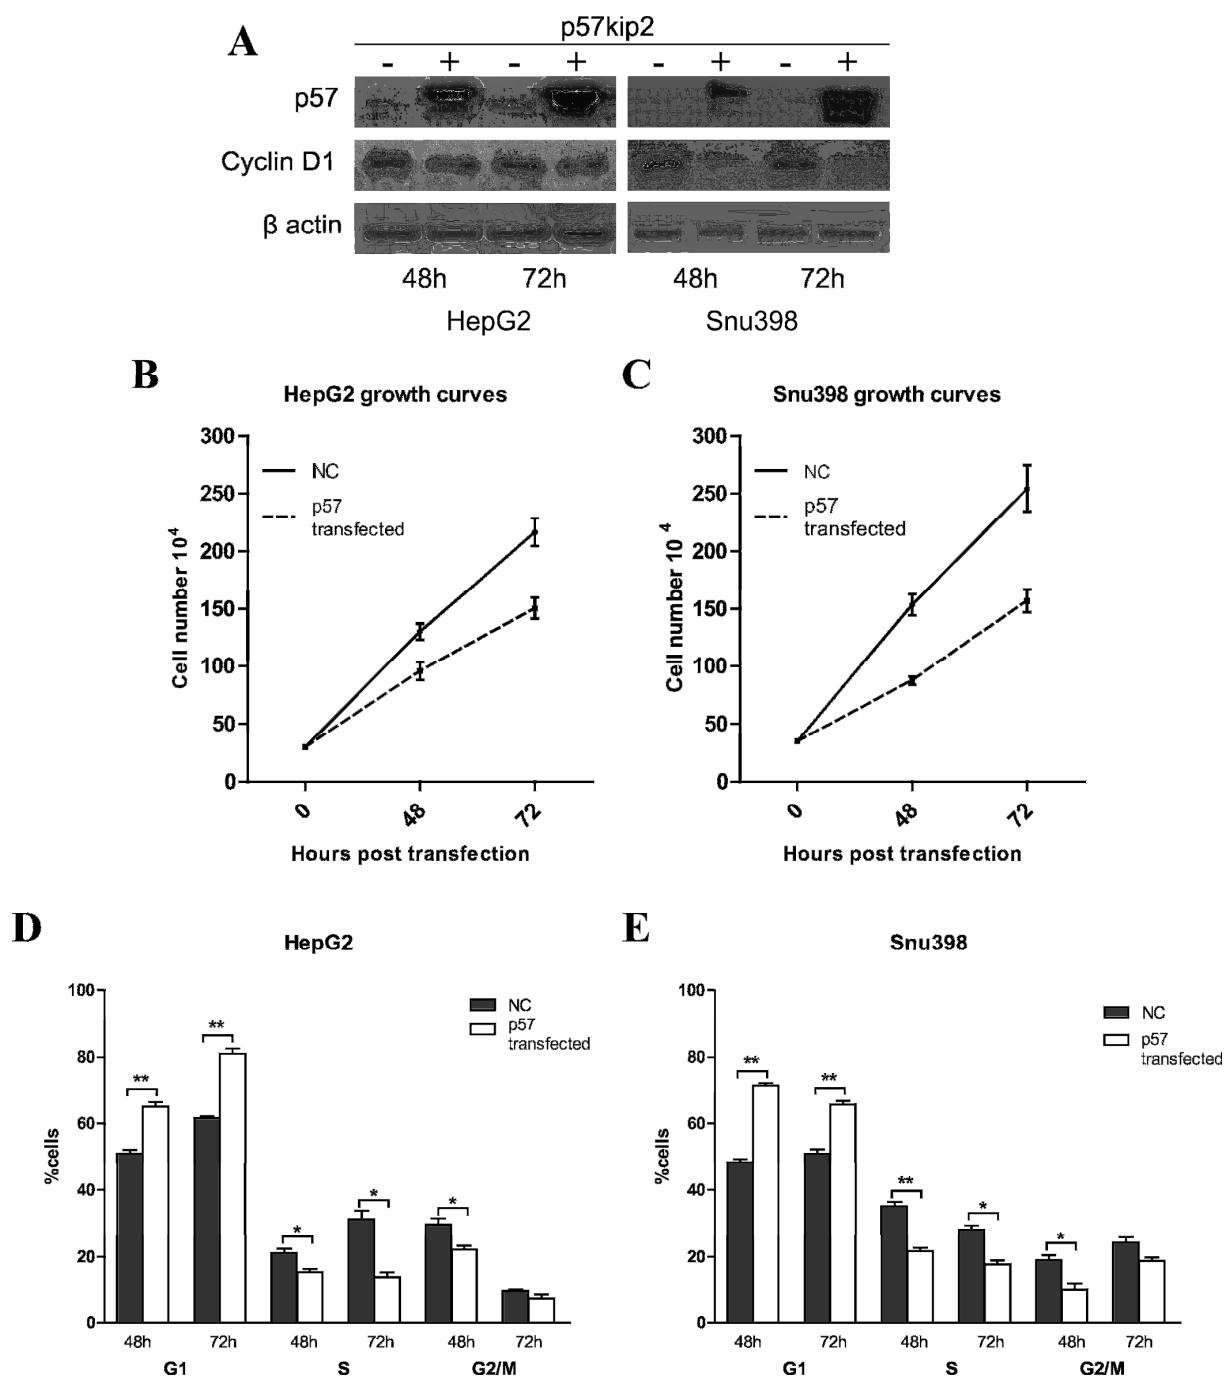 A
p57kip2
- + - + - + - +
p57
Cyclin D1
β actin
48h 72h 48h 72h
HepG2 Snu398
B
HepG2 growth curves
300
250
200
150
100
50
0
Cell number 10^4
NC
p57
transfected
0 48 72
Hours post transfection
C
Snu398 growth curves
300
250
200
150
100
50
0
Cell number 10^4
NC
p57
transfected
0 48 72
Hours post transfection
D
HepG2
100
80
60
40
20
0
%cells
NC
p57
transfected
** ** * * *
48h 72h 48h 72h 48h 72h
G1 S G2/M
E
Snu398
100
80
60
40
20
0
%cells
NC
p57
transfected
** ** ** * *
48h 72h 48h 72h 48h 72h
G1 S G2/M